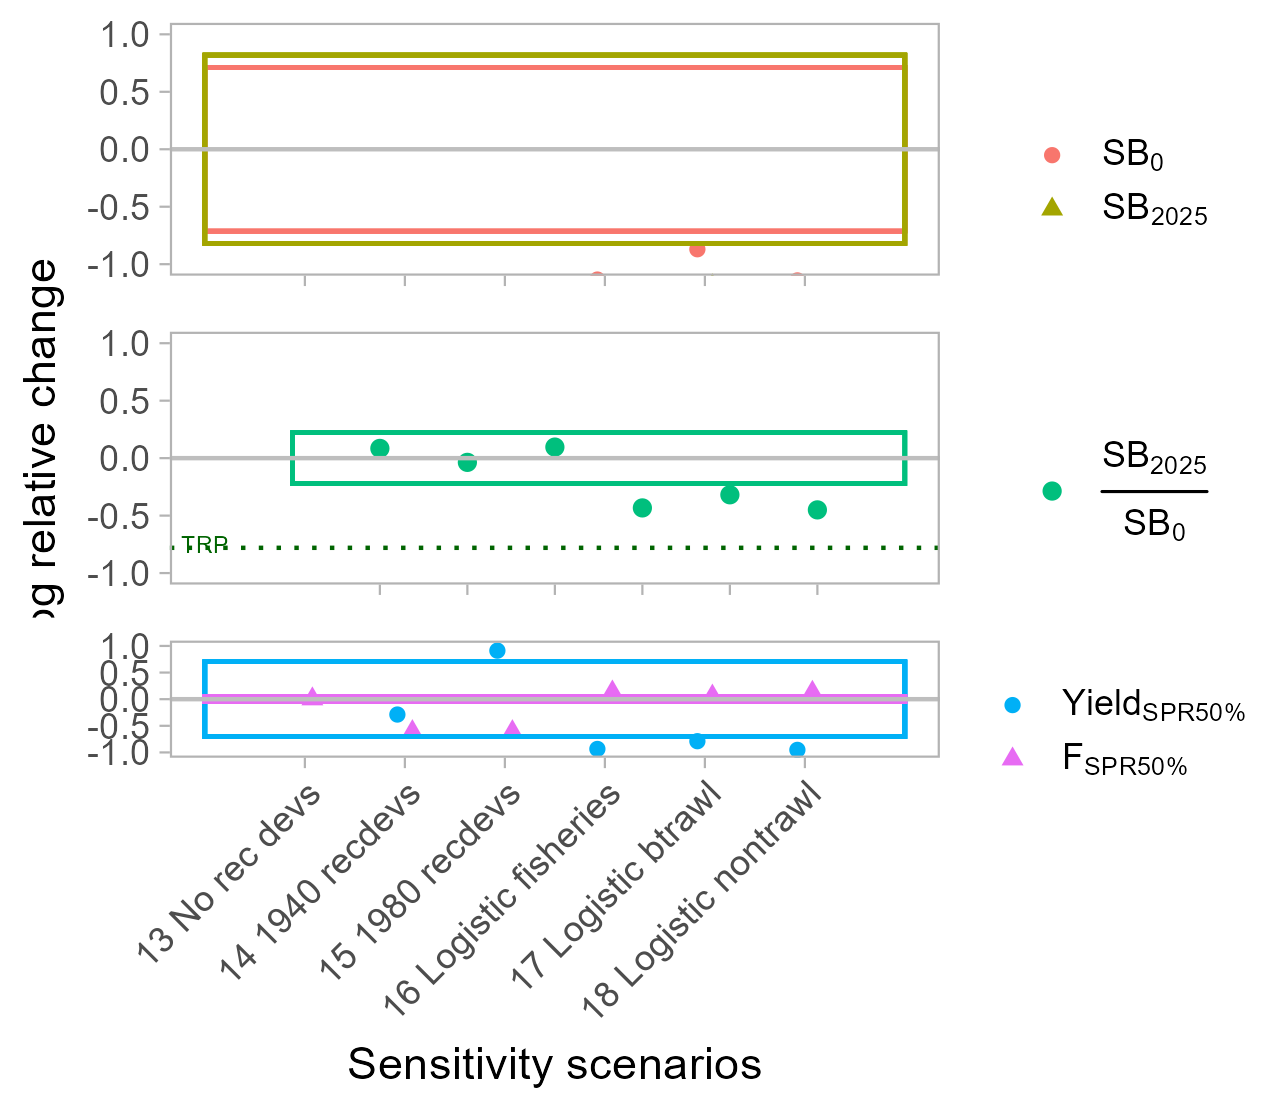 1.0
0.5
0.0
-0.5
-1.0
SB0
SB2025
1.0
0.5
0.0
-0.5
-1.0
TRP
SB2025
SB0
1.0
0.5
0.0
-0.5
-1.0
YieldSPR50%
FSPR50%
og relative change
13 No rec devs
14 1940 recdevs
15 1980 recdevs
16 Logistic fisheries
17 Logistic btrawl
18 Logistic nontrawl
Sensitivity scenarios